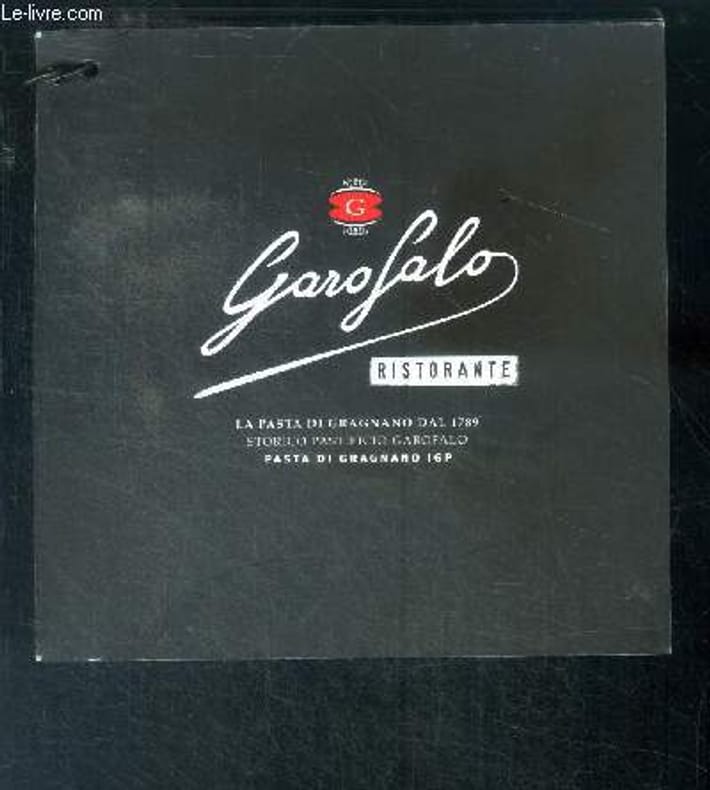 Le-livre.com
G
Garofalo
RISTORANTE
LA PASTA DI GRAGNANO DAL 1789
STORICO PASTIFICIO GAROFALO
PASTA DI GRAGNANO IGP